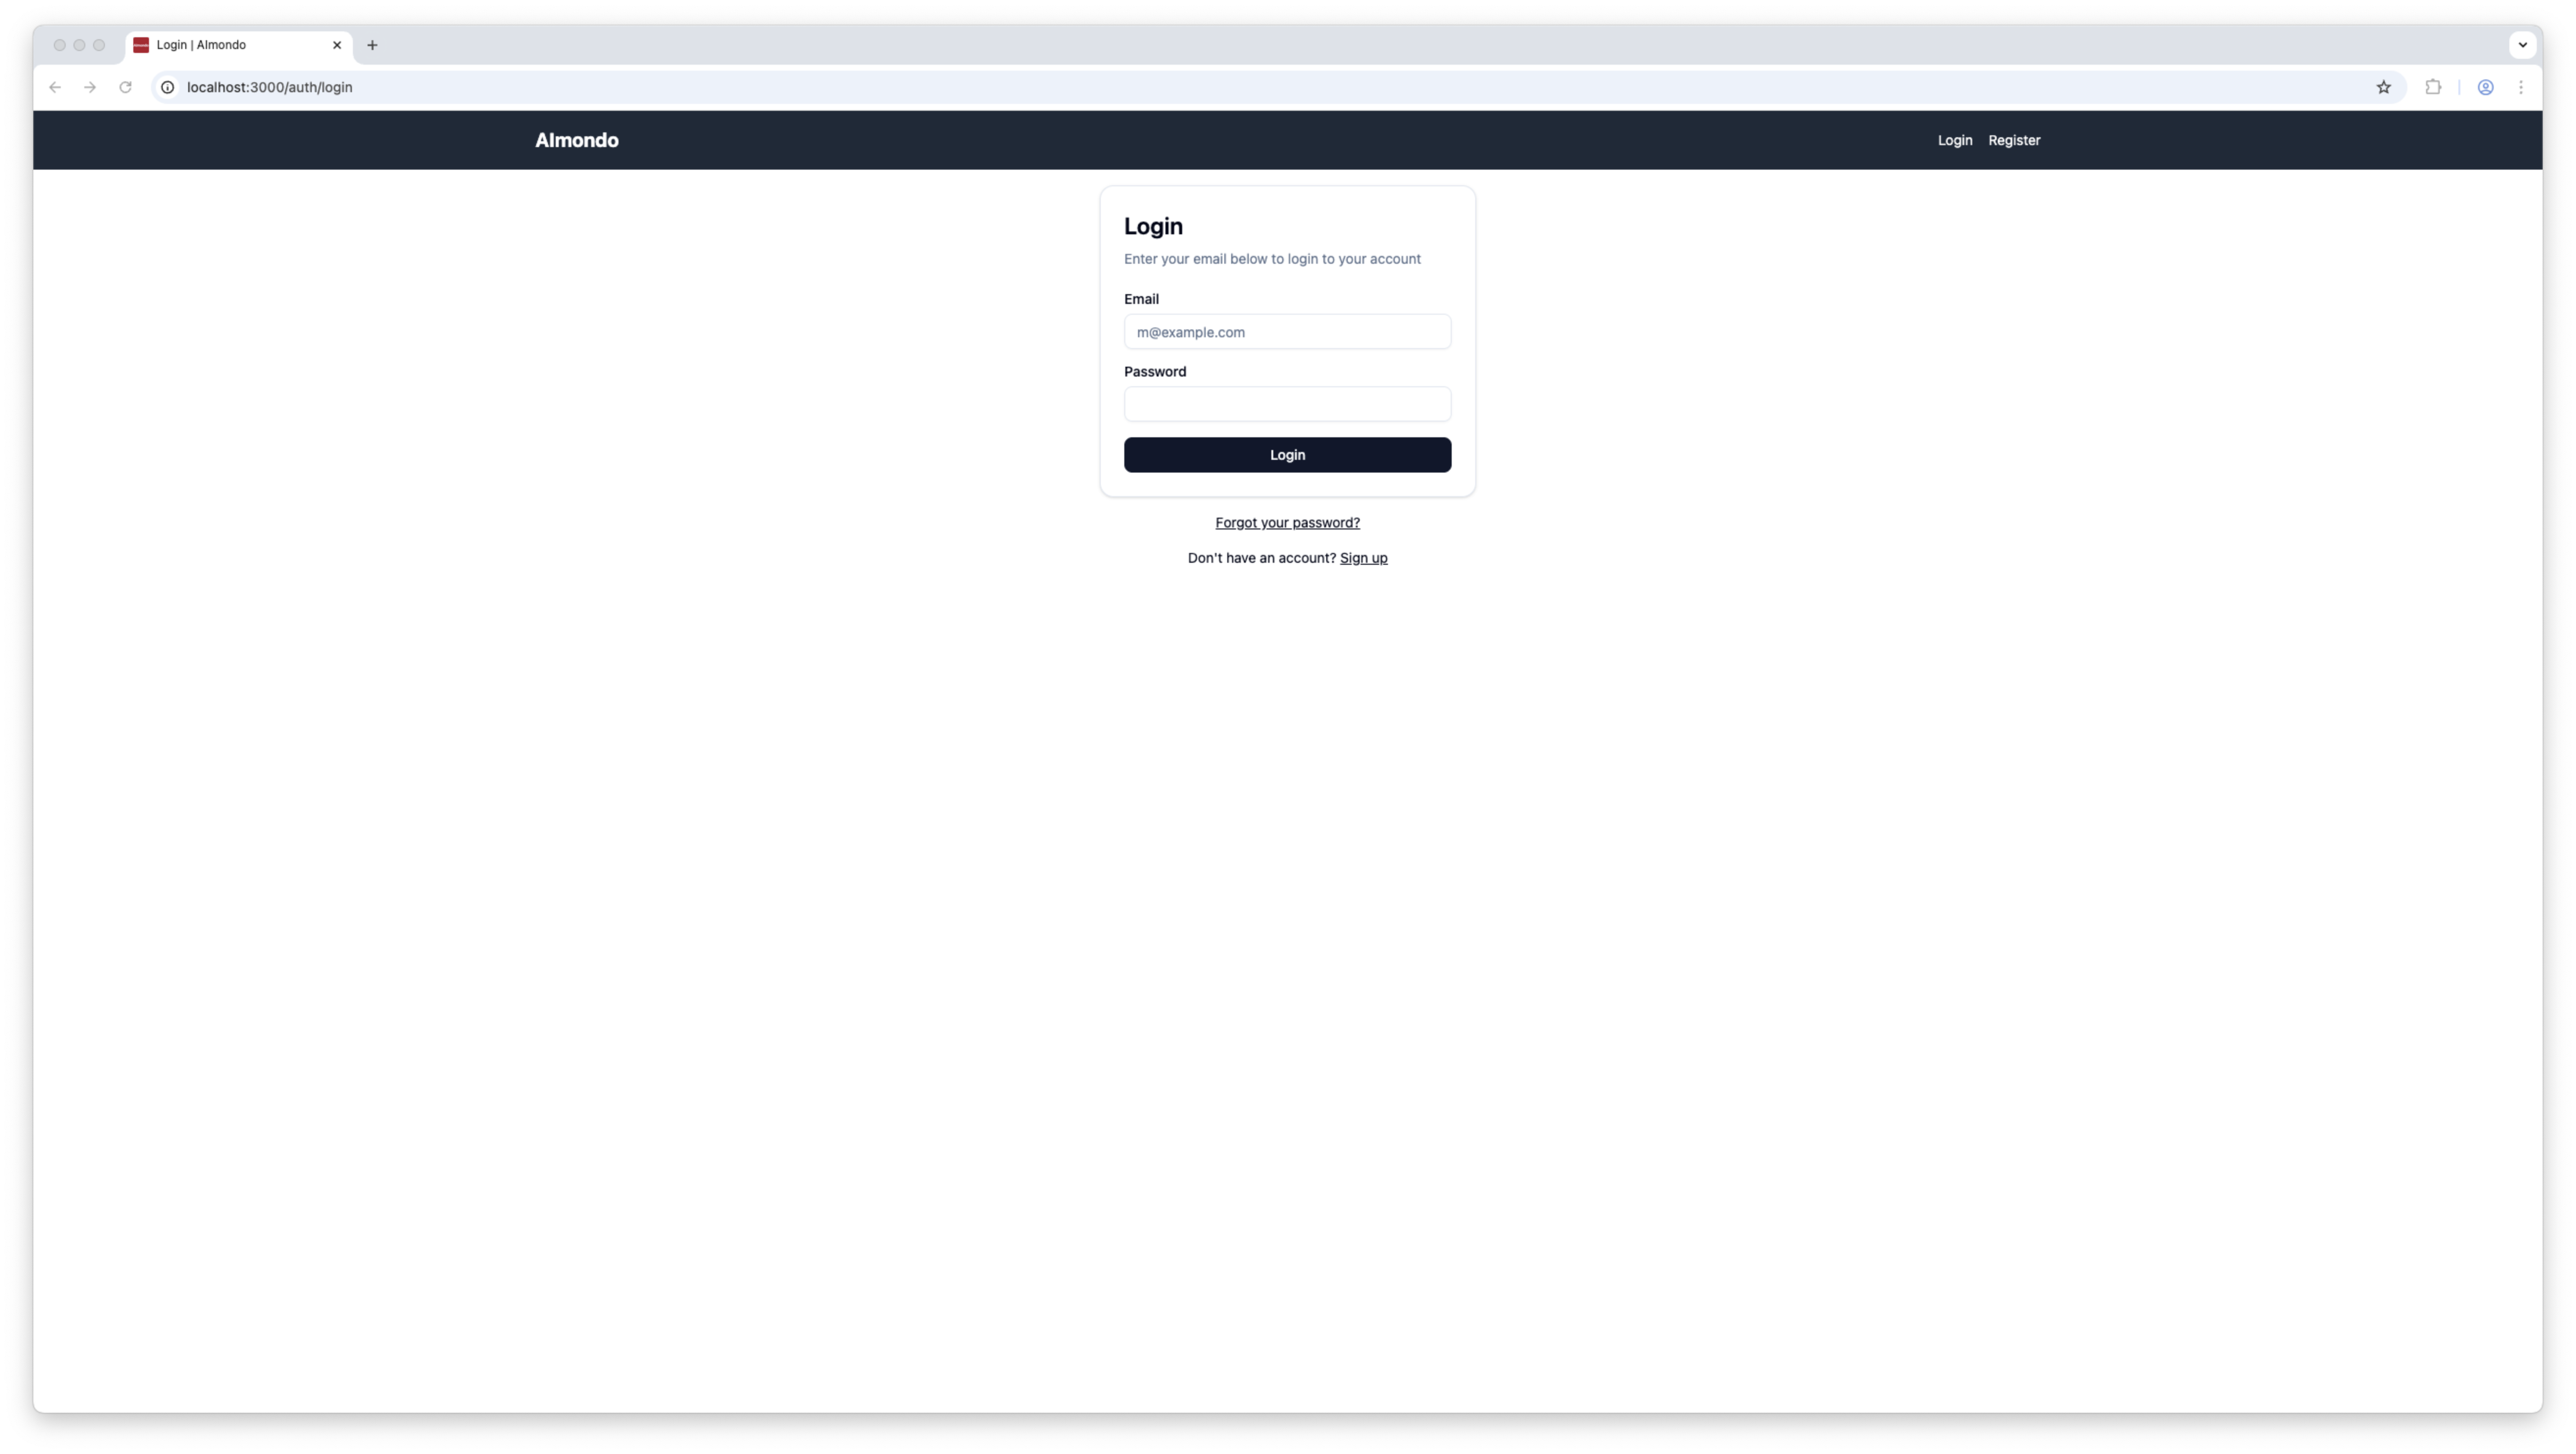 Login | Almondo
localhost:3000/auth/login
Almondo
Login
Register
Login
Enter your email below to login to your account
Email
m@example.com
Password
Login
Forgot your password?
Don't have an account? Sign up